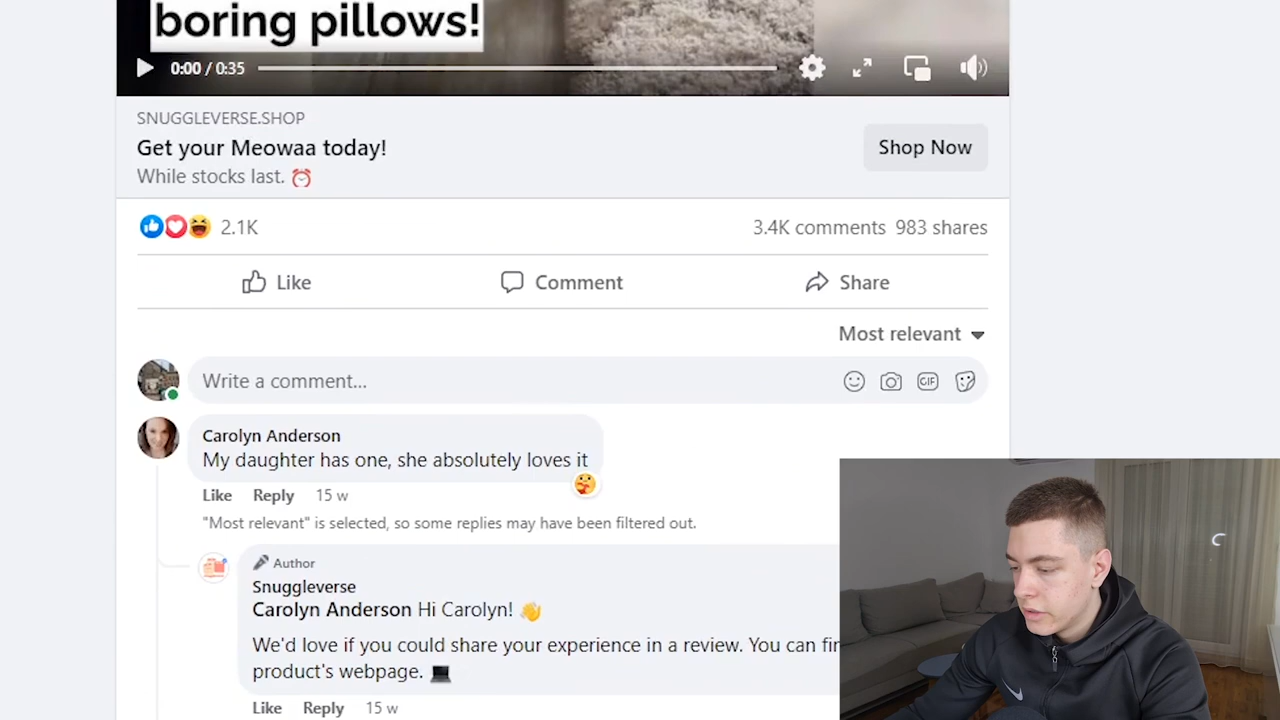 boring pillows!
0:00 / 0:35
SNUGGLEVERSE.SHOP
Get your Meowaa today!
Shop Now
While stocks last. ⏰
2.1K
3.4K comments 983 shares
Like
Comment
Share
Most relevant
Write a comment...
GIF
Carolyn Anderson
My daughter has one, she absolutely loves it
Like Reply 15 w
"Most relevant" is selected, so some replies may have been filtered out.
Author
Snuggleverse
Carolyn Anderson Hi Carolyn! 👋
We'd love if you could share your experience in a review. You can
product's webpage. 💻
Like Reply 15 w